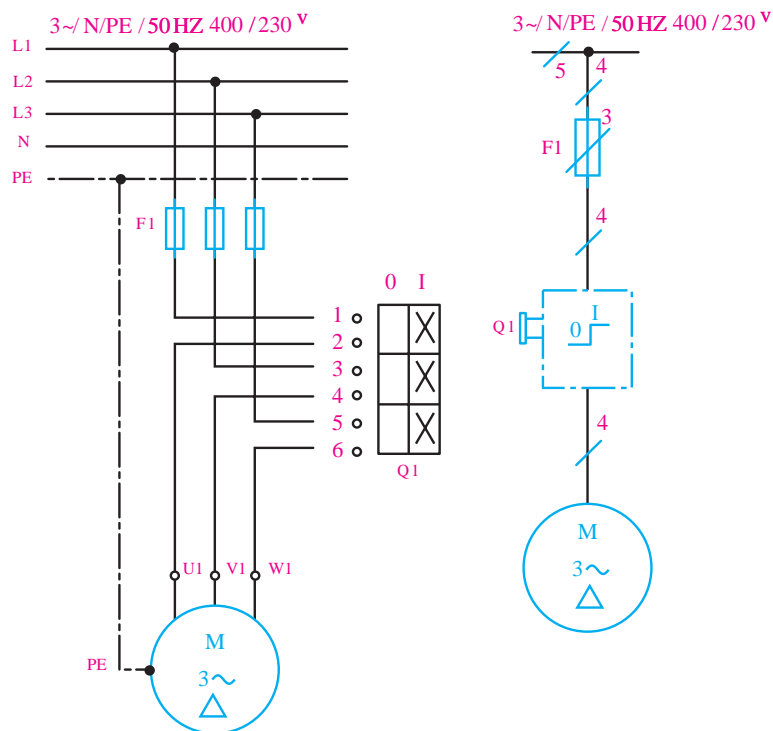 3~/ N/PE / 50 HZ 400 / 230 V
L1
L2
L3
N
PE
F1
0 I
1
2
3
4
5
6
Q1
U1 V1 W1
PE
M
3~
3~/ N/PE / 50 HZ 400 / 230 V
5 4
3
F1
4
Q1
0 I
4
M
3~